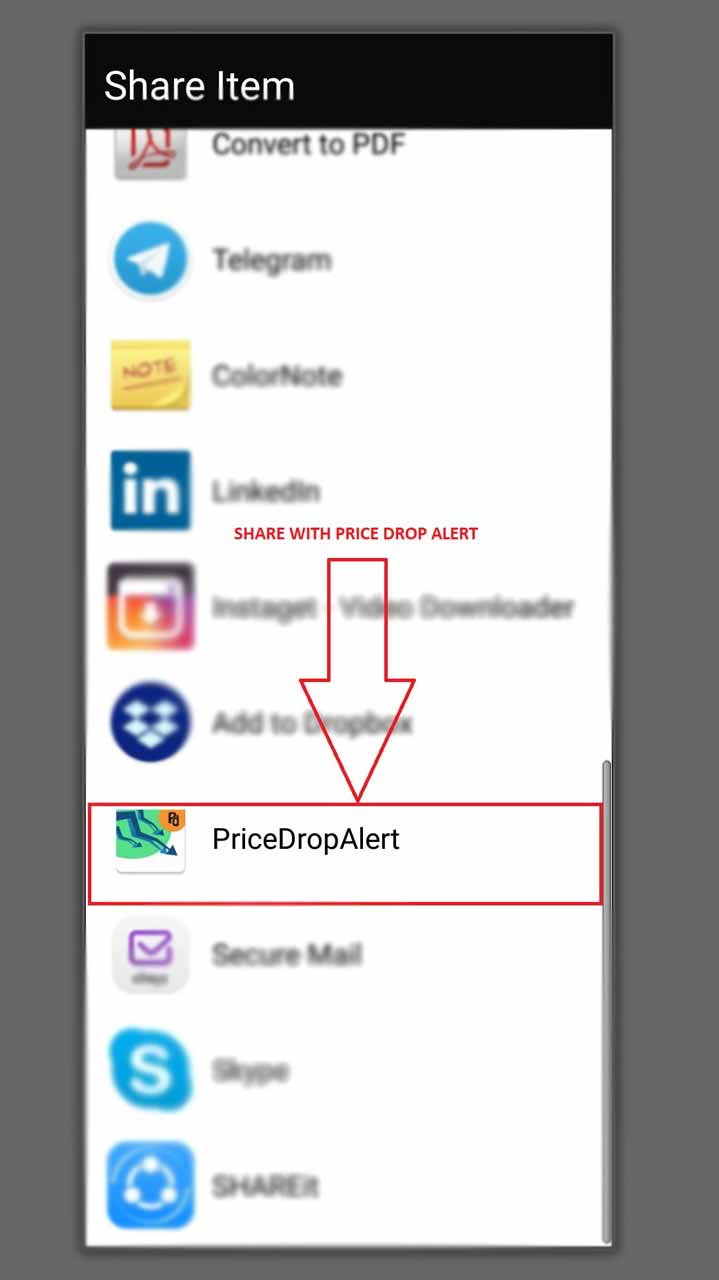 Share Item
Convert to PDF
Telegram
NOTE
ColorNote
in
LinkedIn
SHARE WITH PRICE DROP ALERT
Instaget - Video Downloader
Add to Dropbox
PriceDropAlert
Secure Mail
S
Skype
SHAREit